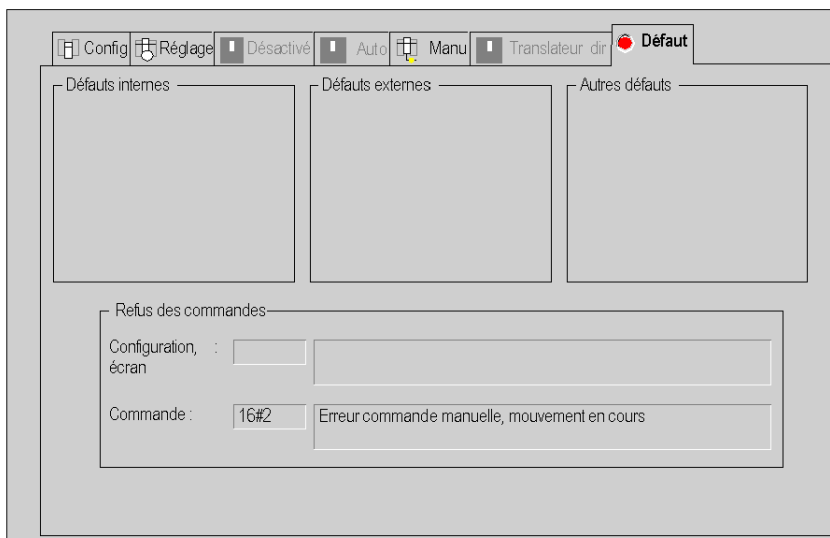 Config Réglage Désactivé Auto Manu Translateur dir Défaut
Défauts internes Défauts externes Autres défauts
Refus des commandes
Configuration, :
écran
Commande : 16#2 Erreur commande manuelle, mouvement en cours